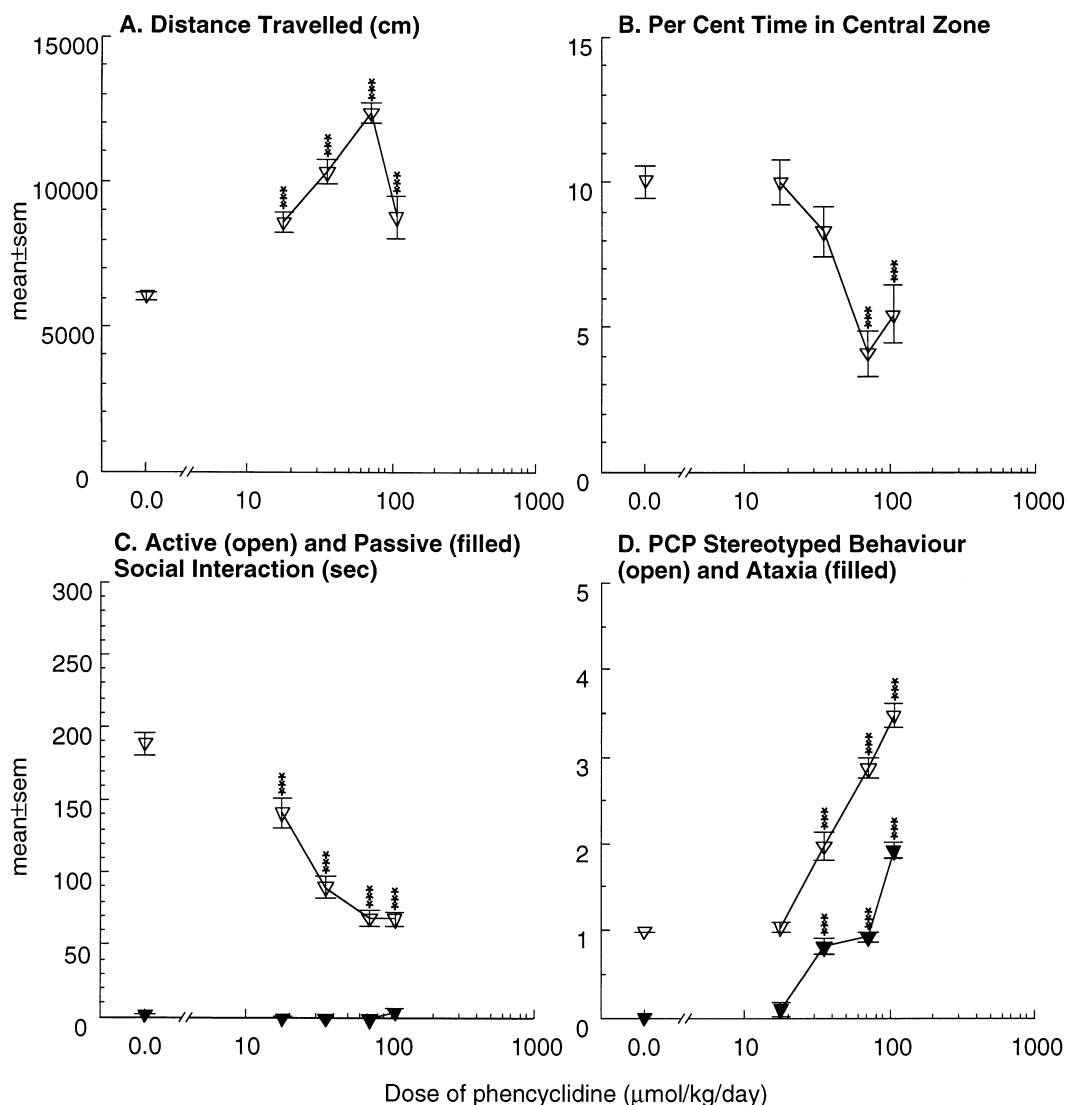 A. Distance Travelled (cm)
15000
10000
5000
0
mean±sem
0.0 10 100 1000
***
***
***
***
B. Per Cent Time in Central Zone
15
10
5
0
0.0 10 100 1000
***
***
C. Active (open) and Passive (filled)
Social Interaction (sec)
300
250
200
150
100
50
0
mean±sem
0.0 10 100 1000
***
***
***
***
D. PCP Stereotyped Behaviour
(open) and Ataxia (filled)
5
4
3
2
1
0
0.0 10 100 1000
***
***
***
***
***
***
Dose of phencyclidine (μmol/kg/day)